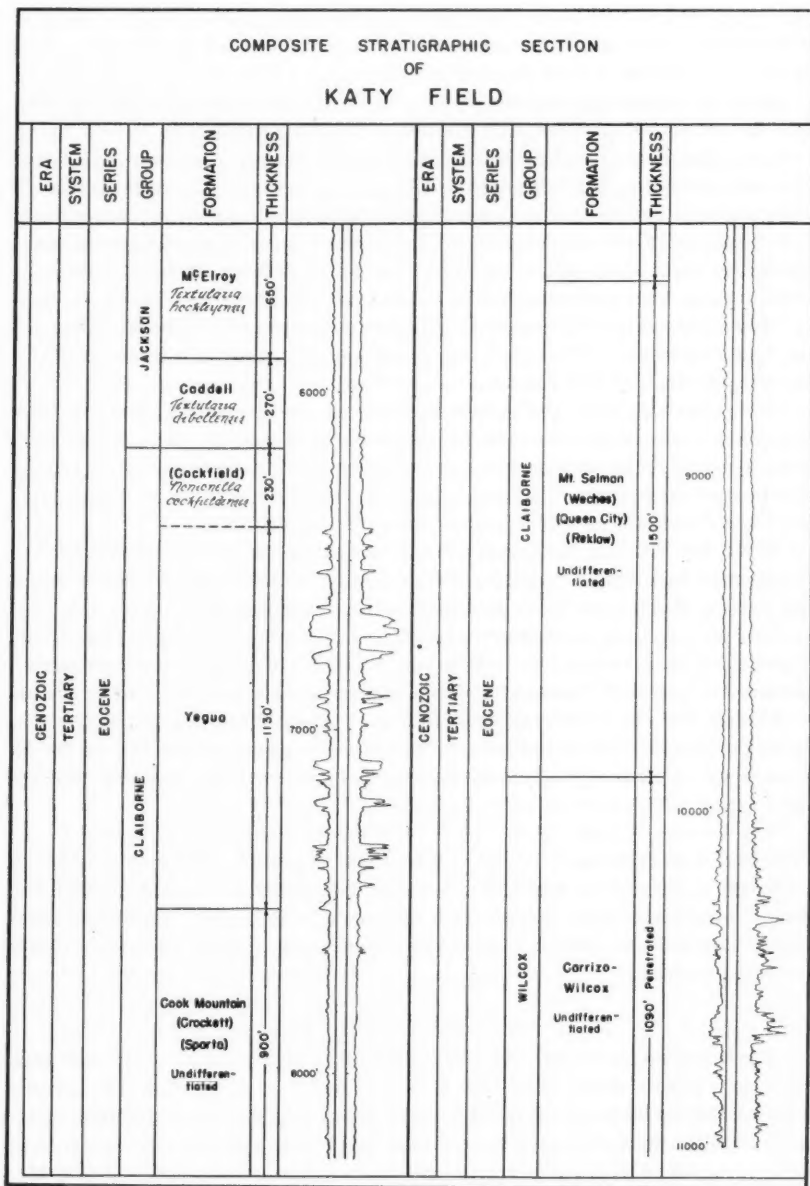 COMPOSITE STRATIGRAPHIC SECTION
OF
KATY FIELD
ERA
SYSTEM
SERIES
GROUP
FORMATION
THICKNESS
CENOZOIC
TERTIARY
EOCENE
JACKSON
McElroy
Textularia
hockleyensis
650'
Caddell
Textularia
dibollensis
270'
6000'
(Cockfield)
Nonionella
cockfieldensis
230'
CLAIBORNE
Yegua
1130'
7000'
Cook Mountain
(Crockett)
(Sparta)
Undifferen-
tiated
900'
8000'
ERA
SYSTEM
SERIES
GROUP
FORMATION
THICKNESS
CENOZOIC
TERTIARY
EOCENE
CLAIBORNE
Mt. Selman
(Weches)
(Queen City)
(Reklaw)
Undifferen-
tiated
1500'
9000'
10000'
WILCOX
Carrizo-
Wilcox
Undifferen-
tiated
1090' Penetrated
11000'